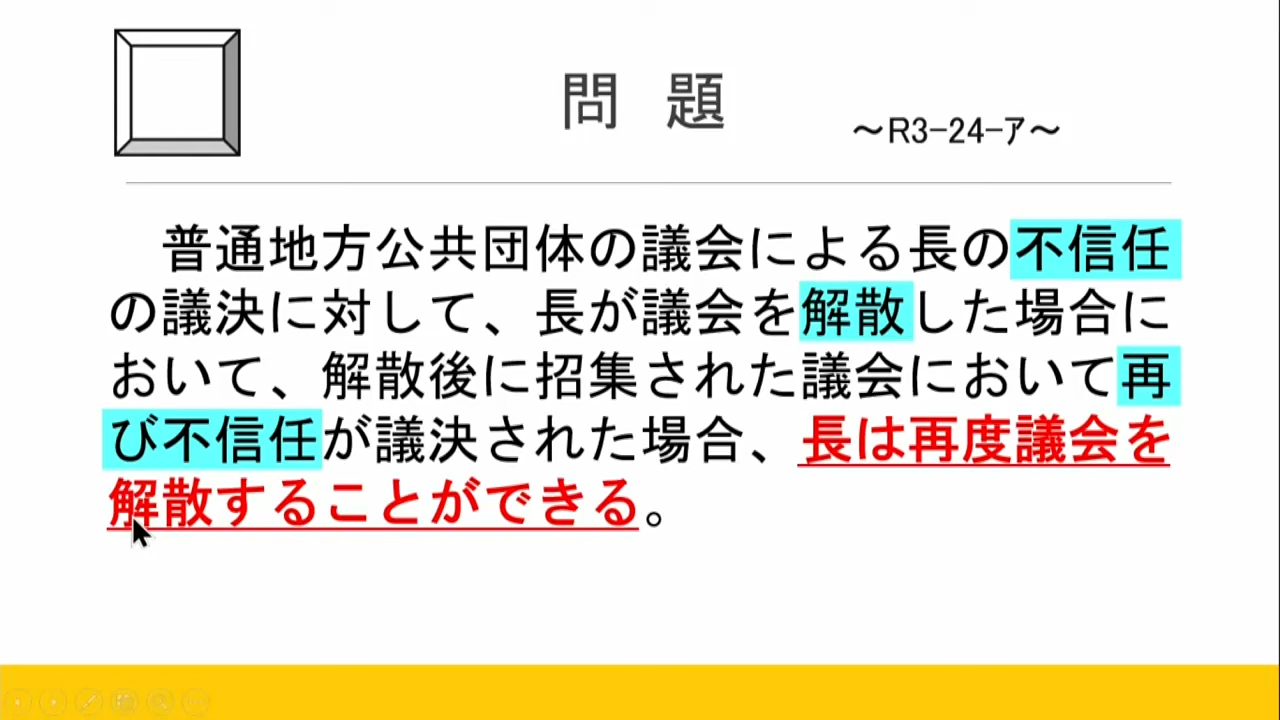 問 題
～R3-24-ア～
普通地方公共団体の議会による長の不信任
の議決に対して、長が議会を解散した場合に
おいて、解散後に招集された議会において再
び不信任が議決された場合、長は再度議会を
解散することができる。